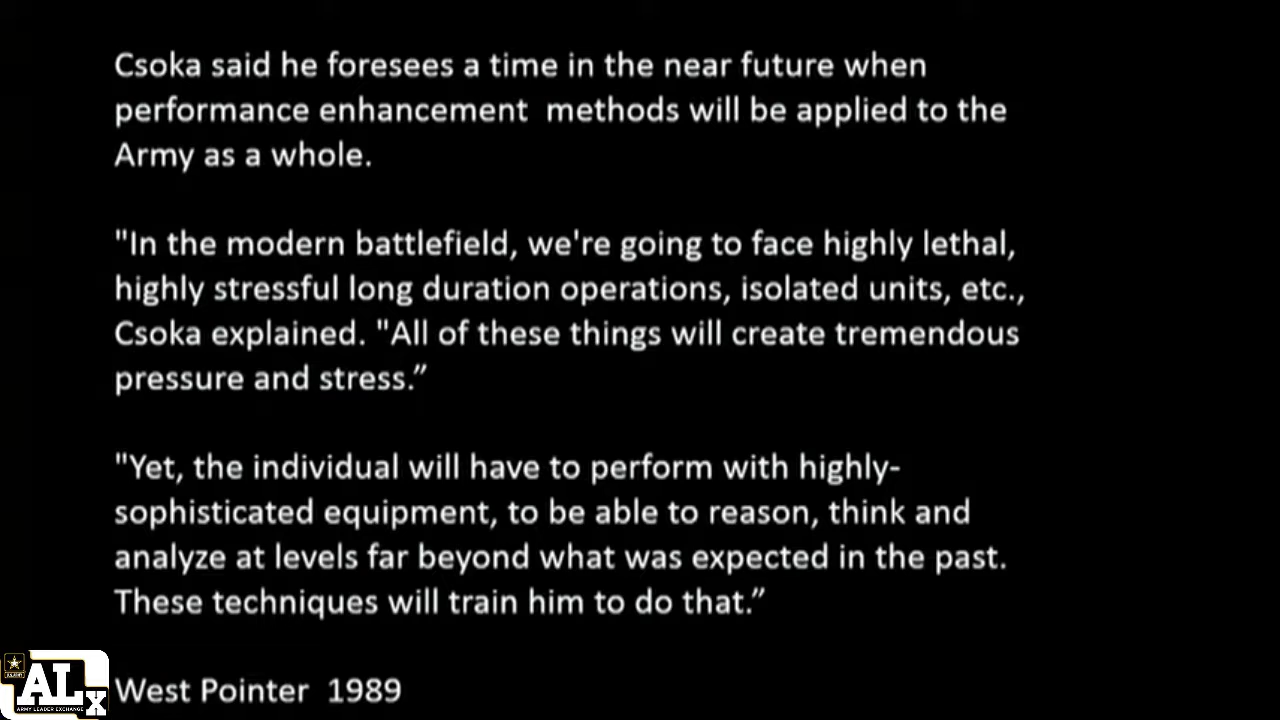 Csoka said he foresees a time in the near future when
performance enhancement  methods will be applied to the
Army as a whole.
"In the modern battlefield, we're going to face highly lethal,
highly stressful long duration operations, isolated units, etc.,
Csoka explained. "All of these things will create tremendous
pressure and stress.”
"Yet, the individual will have to perform with highly-
sophisticated equipment, to be able to reason, think and
analyze at levels far beyond what was expected in the past.
These techniques will train him to do that.”
West Pointer  1989
U.S. ARMY
ALx
ARMY LEADER EXCHANGE